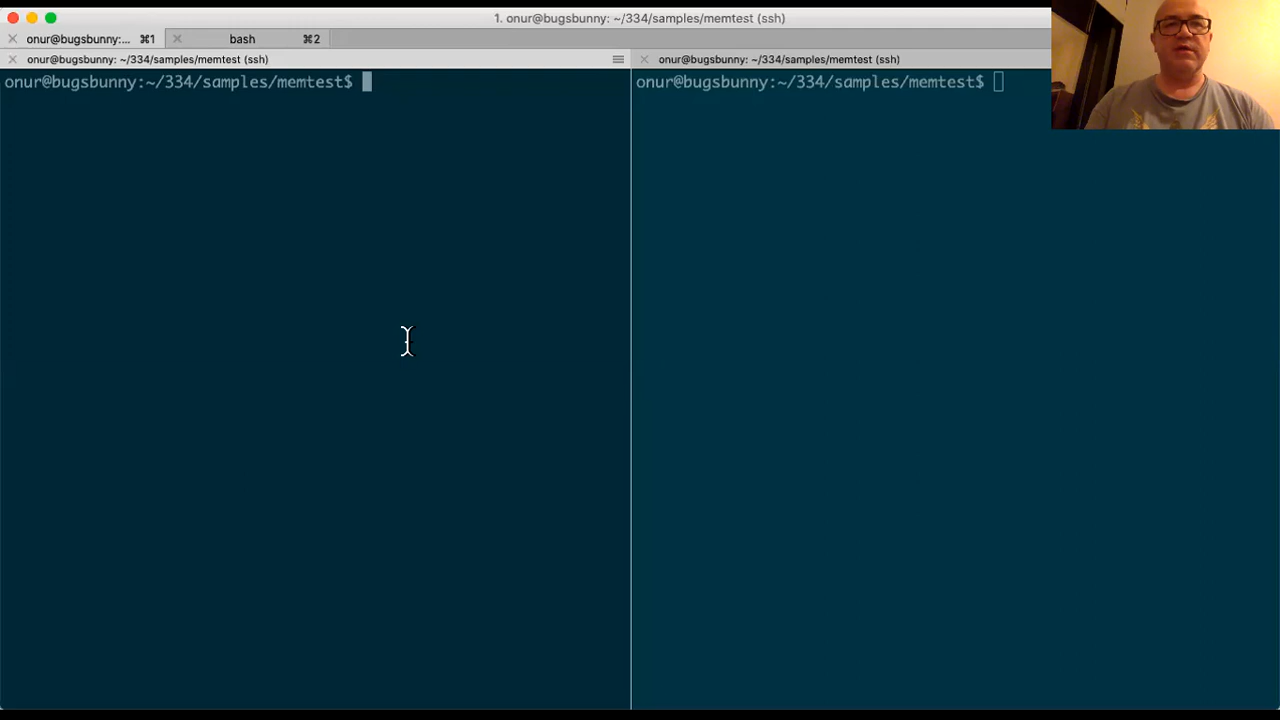 1. onur@bugsbunny: ~/334/samples/memtest (ssh)
onur@bugsbunny:... ⌘1
bash ⌘2
onur@bugsbunny: ~/334/samples/memtest (ssh)
onur@bugsbunny: ~/334/samples/memtest (ssh)
onur@bugsbunny:~/334/samples/memtest$
onur@bugsbunny:~/334/samples/memtest$